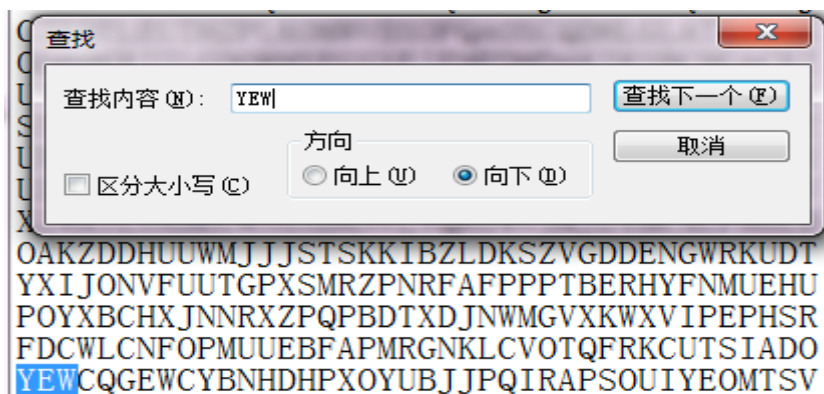 查找
查找内容(N): YEW
查找下一个(F)
方向
取消
区分大小写(C)
向上(U)
向下(D)
OAKZDDHUUWMJJJSTSKKIBZLDKSZVGDDENGWRKUDT
YXIJONVFUUTGPXSMRZPNRFAFPPPTBERHYFNMUEHU
POYXBCHXJNNRXZPQPBDTXDJNWMGVXKWXVIPEPHSR
FDCWLCNFOPMUUEBFAPMRGNKLCVOTQFRKCUTSIADO
YEWCQGEWCYBNHDHPXOYUBJJPQIRAPSOUIYEOMTSV